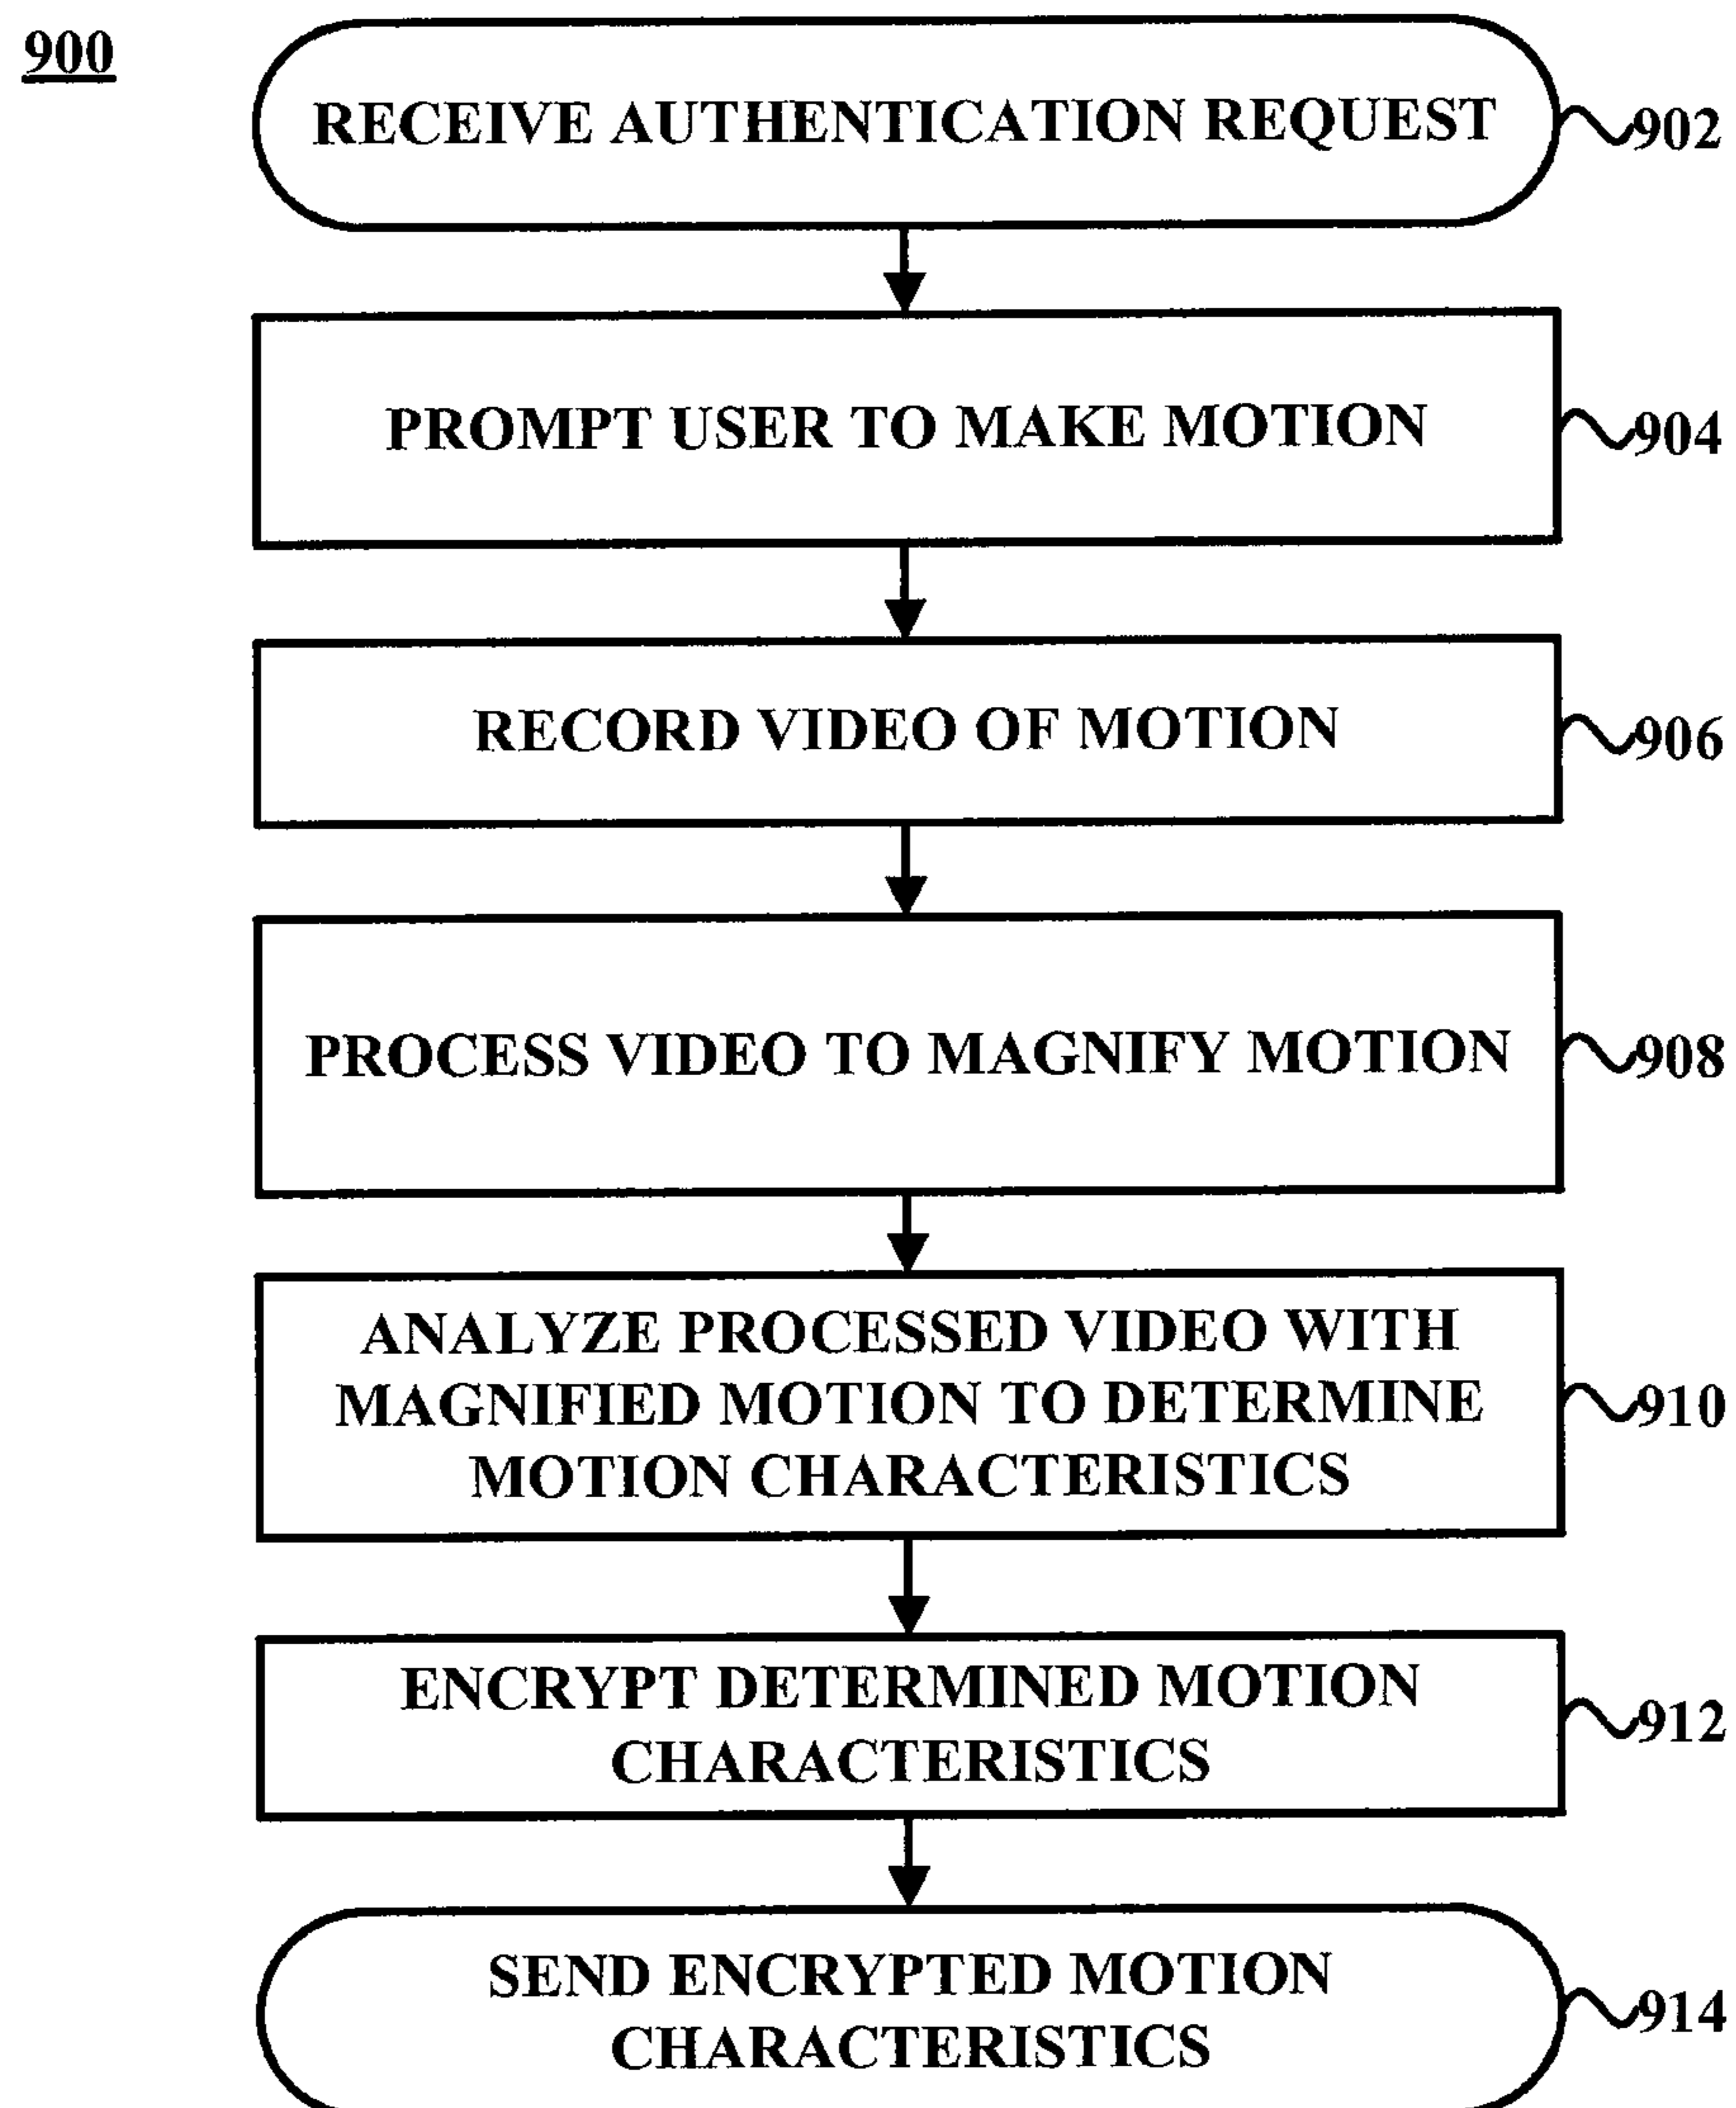 900
RECEIVE AUTHENTICATION REQUEST
902
PROMPT USER TO MAKE MOTION
904
RECORD VIDEO OF MOTION
906
PROCESS VIDEO TO MAGNIFY MOTION
908
ANALYZE PROCESSED VIDEO WITH
MAGNIFIED MOTION TO DETERMINE
MOTION CHARACTERISTICS
910
ENCRYPT DETERMINED MOTION
CHARACTERISTICS
912
SEND ENCRYPTED MOTION
CHARACTERISTICS
914